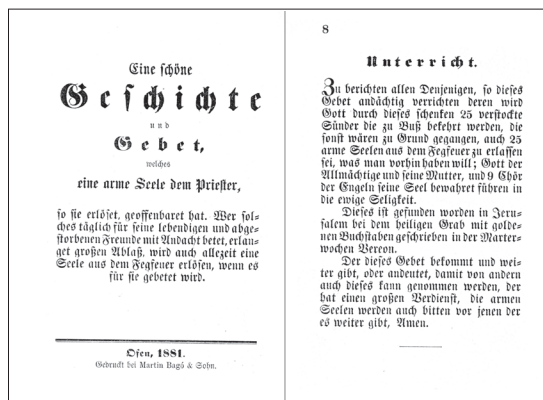 Eine schöne
Geschichte
und
Gebet,
welches
eine arme Seele dem Priester,
so sie erlöset, geoffenbaret hat. Wer sol-
ches täglich für seine lebendigen und abge-
storbenen Freunde mit Andacht betet, erlan-
get großen Ablaß, wird auch allezeit eine
Seele aus dem Fegfeuer erlösen, wenn es
für sie gebetet wird.
Ofen, 1881.
Gedruckt bei Martin Bagó & Sohn.
8
Unterricht.
Zu berichten allen Denjenigen, so dieses
Gebet andächtig verrichten deren wird
Gott durch dieses schenken 25 verstockte
Sünder die zu Buß bekehrt werden, die
sonst wären zu Grund gegangen, auch 25
arme Seelen aus dem Fegfeuer zu erlassen
sei, was man vorhin haben will; Gott der
Allmächtige und seine Mutter, und 9 Chör
der Engeln seine Seel bewahret führen in
die ewige Seligkeit.
Dieses ist gefunden worden in Jeru-
salem bei dem heiligen Grab mit golde-
nen Buchstaben geschrieben in der Marter-
wochen Vereon.
Der dieses Gebet bekommt und wei-
ter gibt, oder andeutet, damit von andern
auch dieses kann genommen werden, der
hat einen großen Verdienst, die armen
Seelen werden auch bitten vor jenen der
es weiter gibt, Amen.